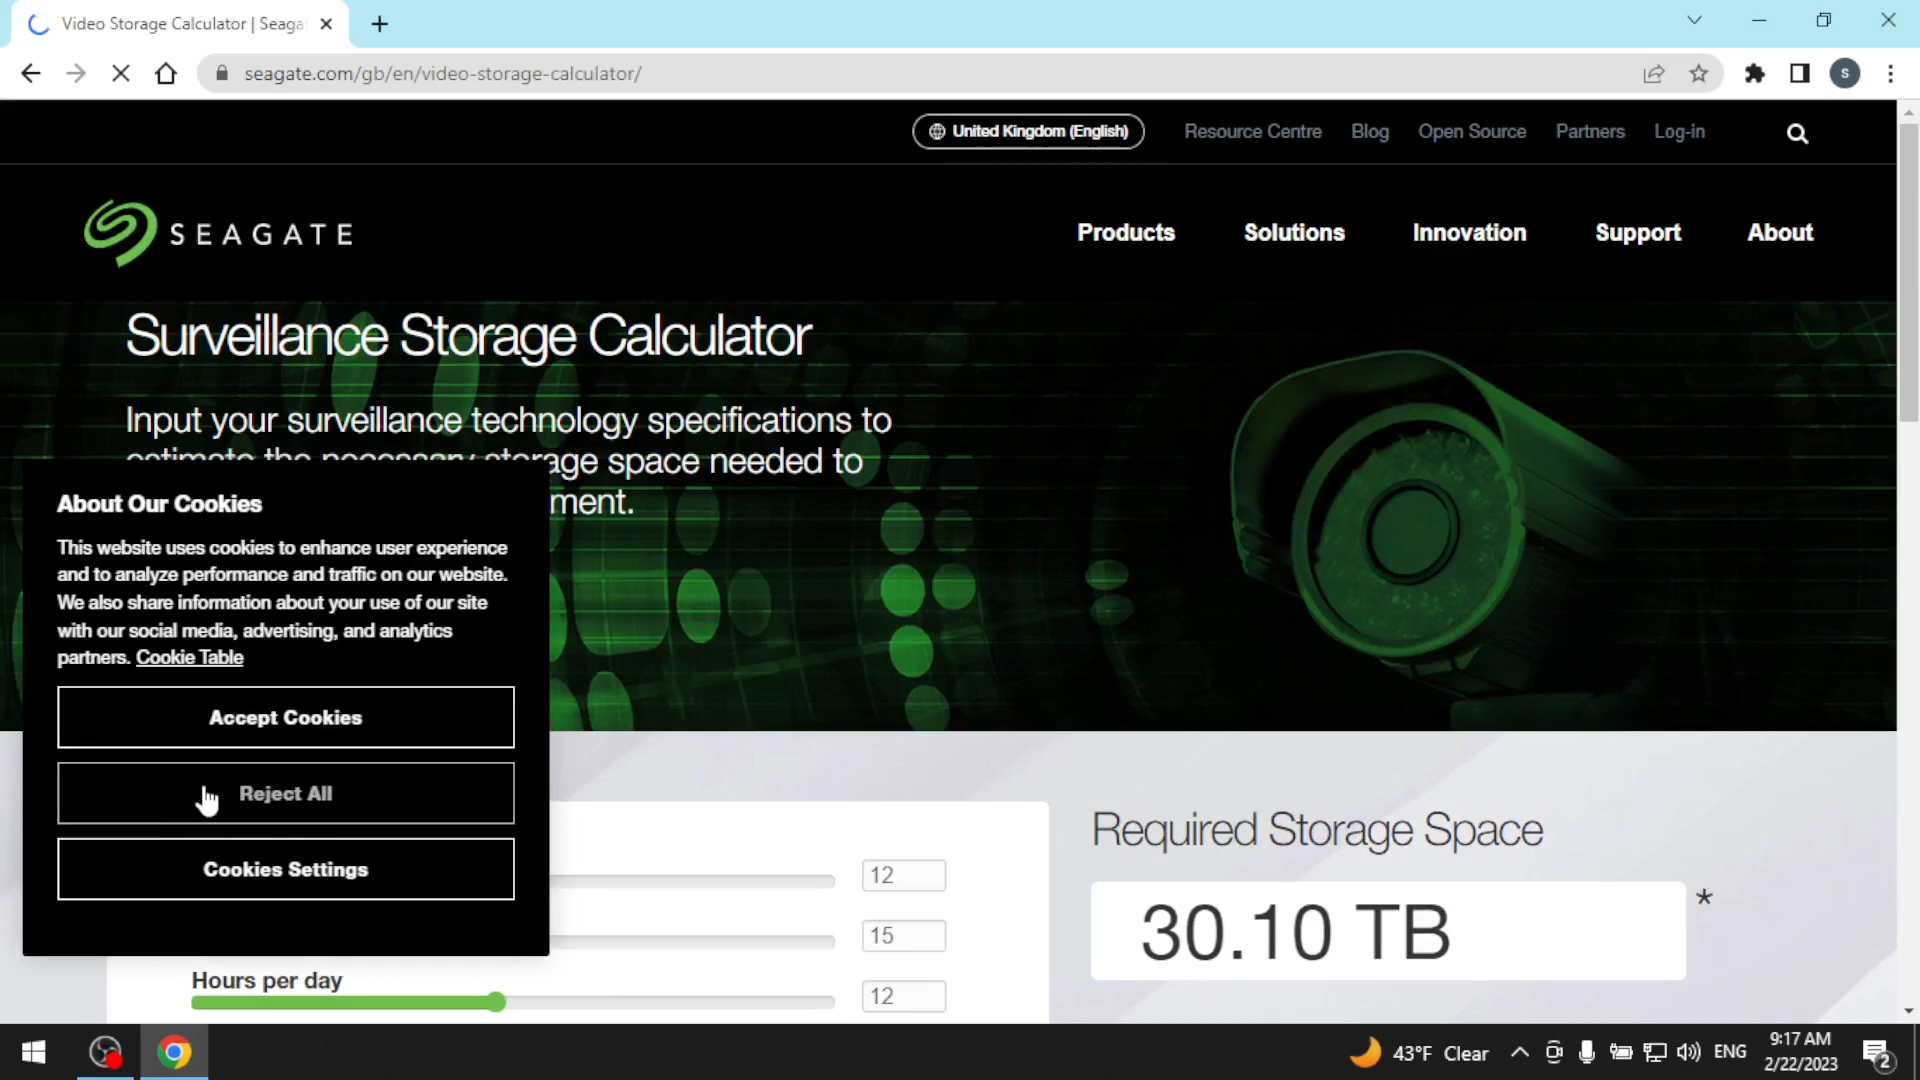 Video Storage Calculator | Seaga
seagate.com/gb/en/video-storage-calculator/
S
United Kingdom (English)
Resource Centre
Blog
Open Source
Partners
Log-in
SEAGATE
Products
Solutions
Innovation
Support
About
Surveillance Storage Calculator
Input your surveillance technology specifications to
estimate the necessary storage space needed to
ment.
About Our Cookies
This website uses cookies to enhance user experience
and to analyze performance and traffic on our website.
We also share information about your use of our site
with our social media, advertising, and analytics
partners. Cookie Table
Accept Cookies
Reject All
Cookies Settings
12
15
Hours per day
12
Required Storage Space
30.10 TB
*
43°F Clear
ENG
9:17 AM
2/22/2023
2